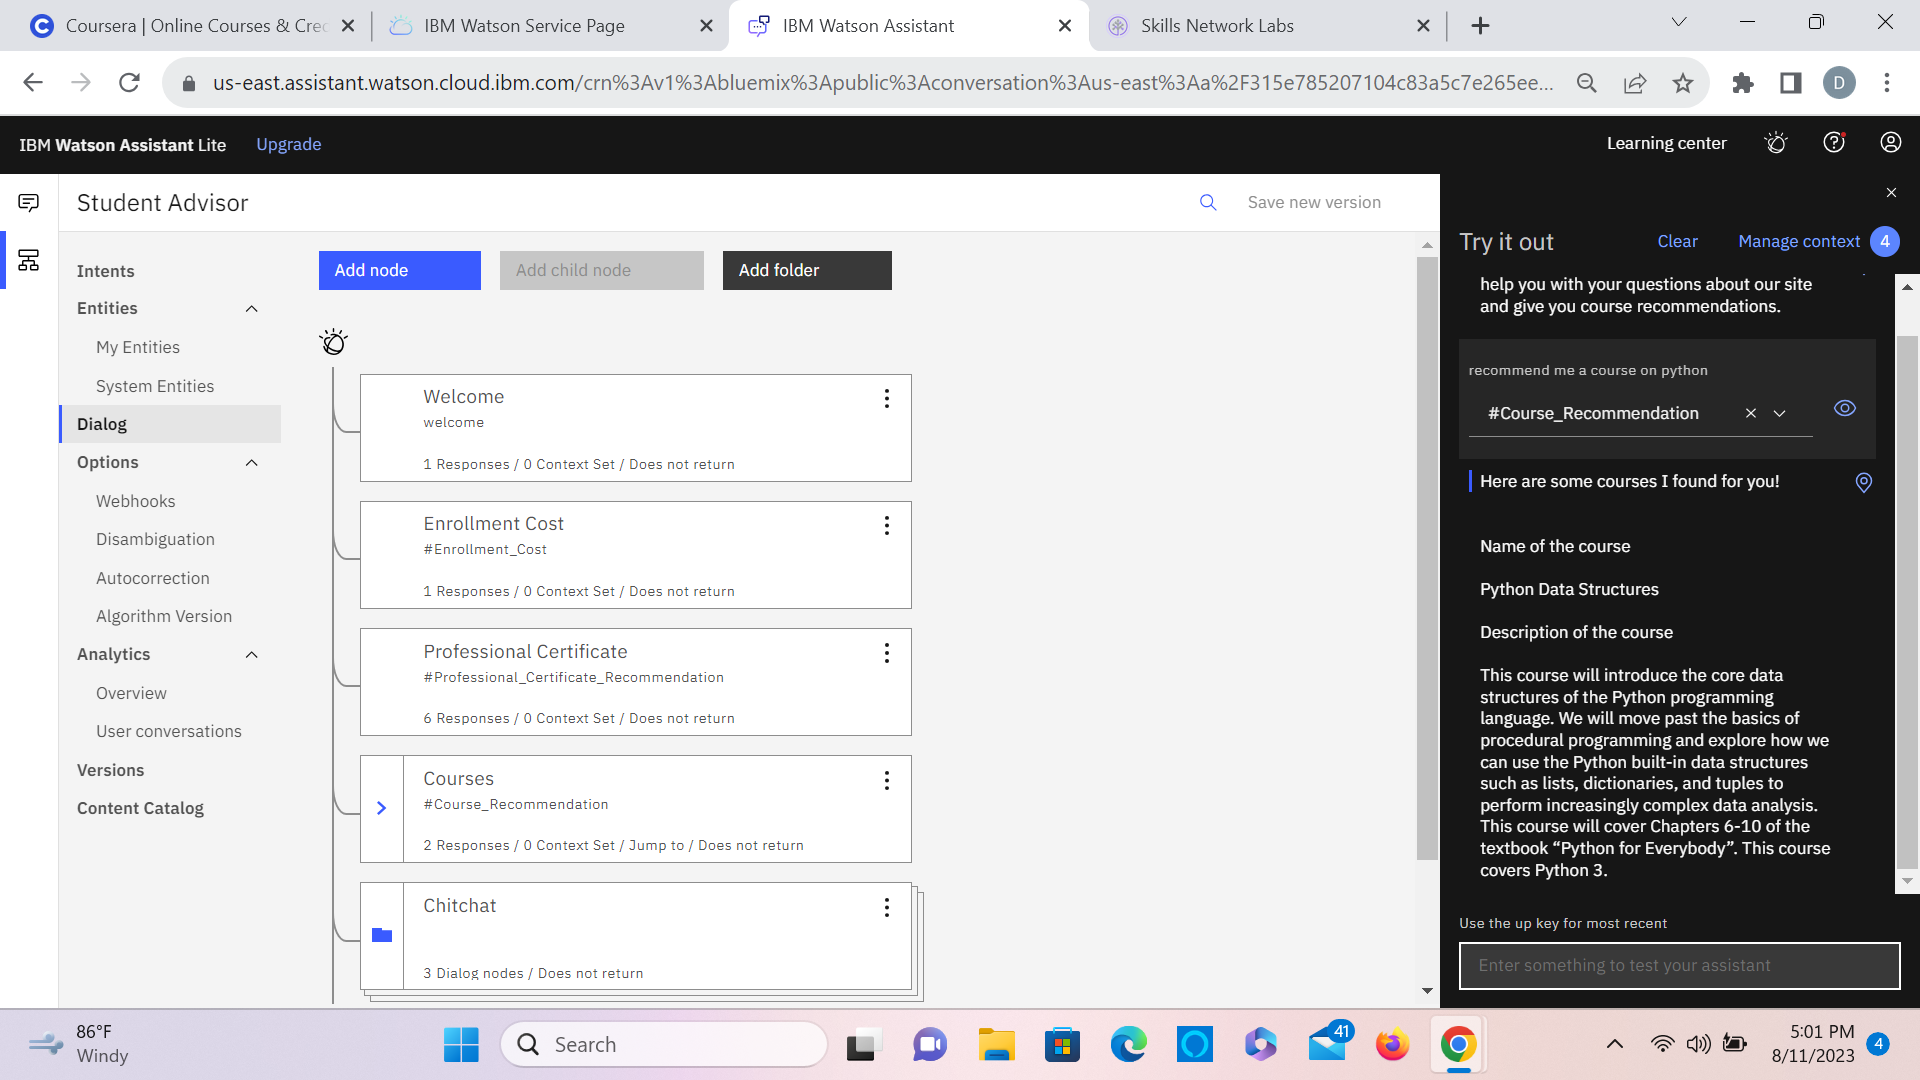 Coursera | Online Courses & Cred
IBM Watson Service Page
IBM Watson Assistant
Skills Network Labs
us-east.assistant.watson.cloud.ibm.com/crn%3Av1%3Abluemix%3Apublic%3Aconversation%3Aus-east%3Aa%2F315e785207104c83a5c7e265ee...
D
IBM Watson Assistant Lite
Upgrade
Learning center
Student Advisor
Save new version
Intents
Entities
My Entities
System Entities
Dialog
Options
Webhooks
Disambiguation
Autocorrection
Algorithm Version
Analytics
Overview
User conversations
Versions
Content Catalog
Add node
Add child node
Add folder
Welcome
welcome
1 Responses / 0 Context Set / Does not return
Enrollment Cost
#Enrollment_Cost
1 Responses / 0 Context Set / Does not return
Professional Certificate
#Professional_Certificate_Recommendation
6 Responses / 0 Context Set / Does not return
Courses
#Course_Recommendation
2 Responses / 0 Context Set / Jump to / Does not return
Chitchat
3 Dialog nodes / Does not return
Try it out
Clear
Manage context 4
help you with your questions about our site
and give you course recommendations.
recommend me a course on python
#Course_Recommendation
Here are some courses I found for you!
Name of the course
Python Data Structures
Description of the course
This course will introduce the core data
structures of the Python programming
language. We will move past the basics of
procedural programming and explore how we
can use the Python built-in data structures
such as lists, dictionaries, and tuples to
perform increasingly complex data analysis.
This course will cover Chapters 6-10 of the
textbook “Python for Everybody”. This course
covers Python 3.
Use the up key for most recent
Enter something to test your assistant
86°F
Windy
Search
41
5:01 PM
8/11/2023
4